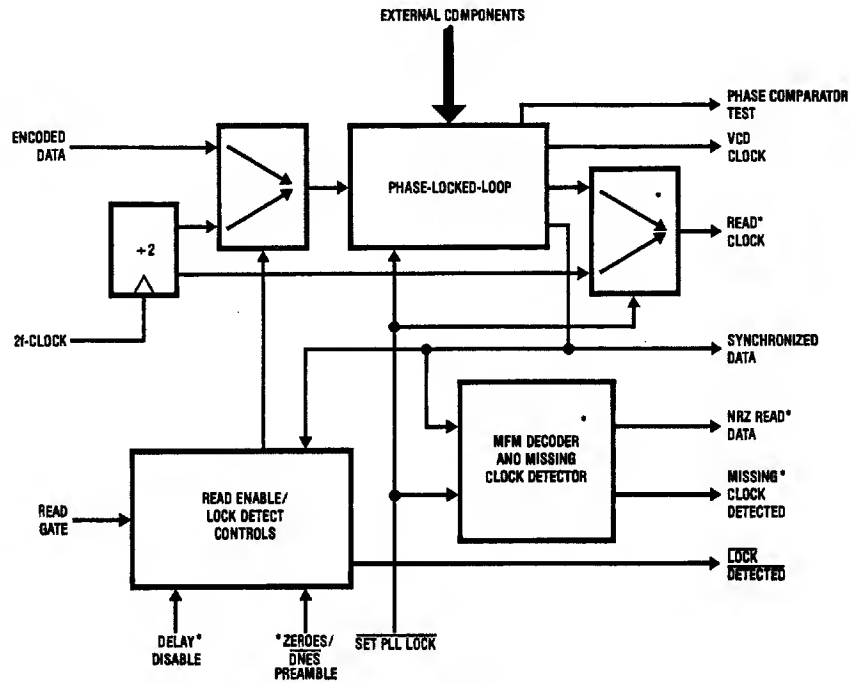 EXTERNAL COMPONENTS
PHASE COMPARATOR
TEST
ENCODED
DATA
PHASE-LOCKED-LOOP
VCD
CLOCK
*
READ*
CLOCK
÷2
2f-CLOCK
SYNCHRONIZED
DATA
*
MFM DECODER
AND MISSING
CLOCK DETECTOR
NRZ READ*
DATA
MISSING*
CLOCK
DETECTED
READ
GATE
READ ENABLE/
LOCK DETECT
CONTROLS
LOCK
DETECTED
DELAY*
DISABLE
*ZEROES/
DNES
PREAMBLE
SET PLL LOCK